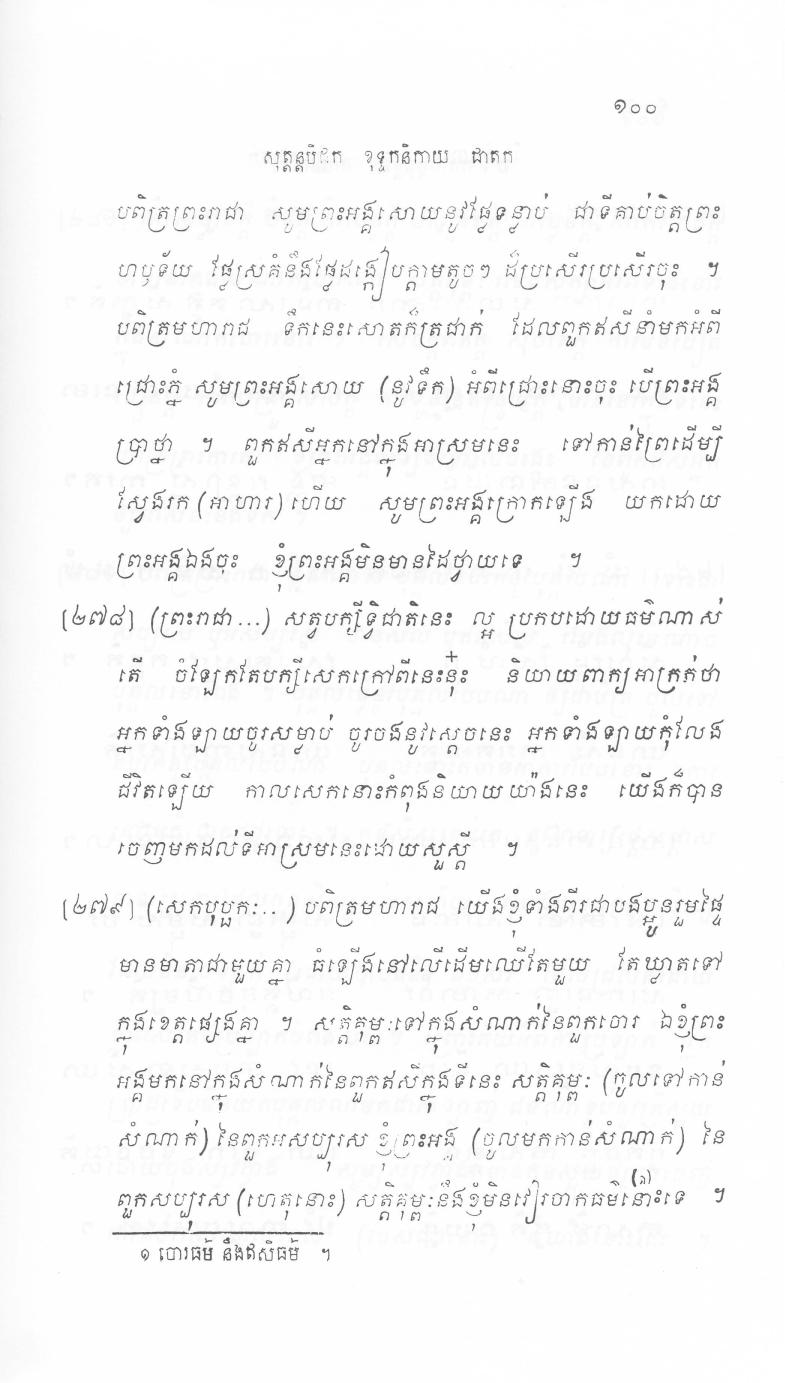 ១០០
សុត្តន្តបិដក ខុទ្ទកនិកាយ ជាតក
បពិត្រព្រះរាជា សូមព្រះអង្គសោយនូវផ្លែទន្លាប់ ជាទីគាប់ចិត្តព្រះ
ហឫទ័យ ផ្លែស្រគំនឹងផ្លែដង្កៀបក្តាមតូចៗ ដ៏ប្រសើរប្រសើរចុះ ។
បពិត្រមហារាជ ទឹកនេះសោតក៏ត្រជាក់ ដែលពួកឥសីនាំមកអំពី
ជ្រោះភ្នំ សូមព្រះអង្គសោយ (នូវទឹក) អំពីជ្រោះនោះចុះ បើព្រះអង្គ
ប្រាថ្នា ។ ពួកឥសីអ្នកនៅក្នុងអាស្រមនេះ ទៅកាន់ព្រៃដើម្បី
ស្វែងរក (អាហារ) ហើយ សូមព្រះអង្គក្រោកឡើង យកដោយ
ព្រះអង្គឯងចុះ ខ្ញុំព្រះអង្គមិនមានដៃថ្វាយទេ ។
[២៧៨] (ព្រះរាជា...) សត្វបក្សីទ្វិជាតិនេះ ល្អ ប្រកបដោយធម៌ណាស់
តើ ចំឡែកតែបក្សីសេកក្រៅពីនេះនុ៎ះ និយាយពាក្យអាក្រក់ថា
អ្នកទាំងឡាយចូរសម្លាប់ ចូរចងនូវស្តេចនេះ អ្នកទាំងឡាយកុំលែង
ជីវិតឡើយ កាលសេកនោះកំពុងនិយាយយ៉ាងនេះ យើងក៏បាន
ចេញមកដល់ទីអាស្រមនេះដោយសួស្តី ។
[២៧៩] (សេកបុប្ផកៈ..) បពិត្រមហារាជ យើងខ្ញុំទាំងពីរជាបងប្អូនរួមផ្ទៃ
មានមាតាជាមួយគ្នា ធំឡើងនៅលើដើមឈើតែមួយ តែឃ្លាតទៅ
ក្នុងខេត្តផ្សេងគ្នា ។ សត្តិគុម្ពៈទៅក្នុងសំណាក់នៃពួកចោរ ឯខ្ញុំព្រះ
អង្គមកនៅក្នុងសំណាក់នៃពួកឥសីក្នុងទីនេះ សត្តិគុម្ពៈ (ចូលទៅកាន់
សំណាក់) នៃពួកអសប្បុរស ខ្ញុំព្រះអង្គ (ចូលមកកាន់សំណាក់) នៃ
ពួកសប្បុរស (ហេតុនោះ) សត្តិគុម្ពៈនឹងខ្ញុំមិនវៀរចាកធម៌នោះទេ (១) ។
១ ចោរធម៌ នឹងឥសិធម៌ ។